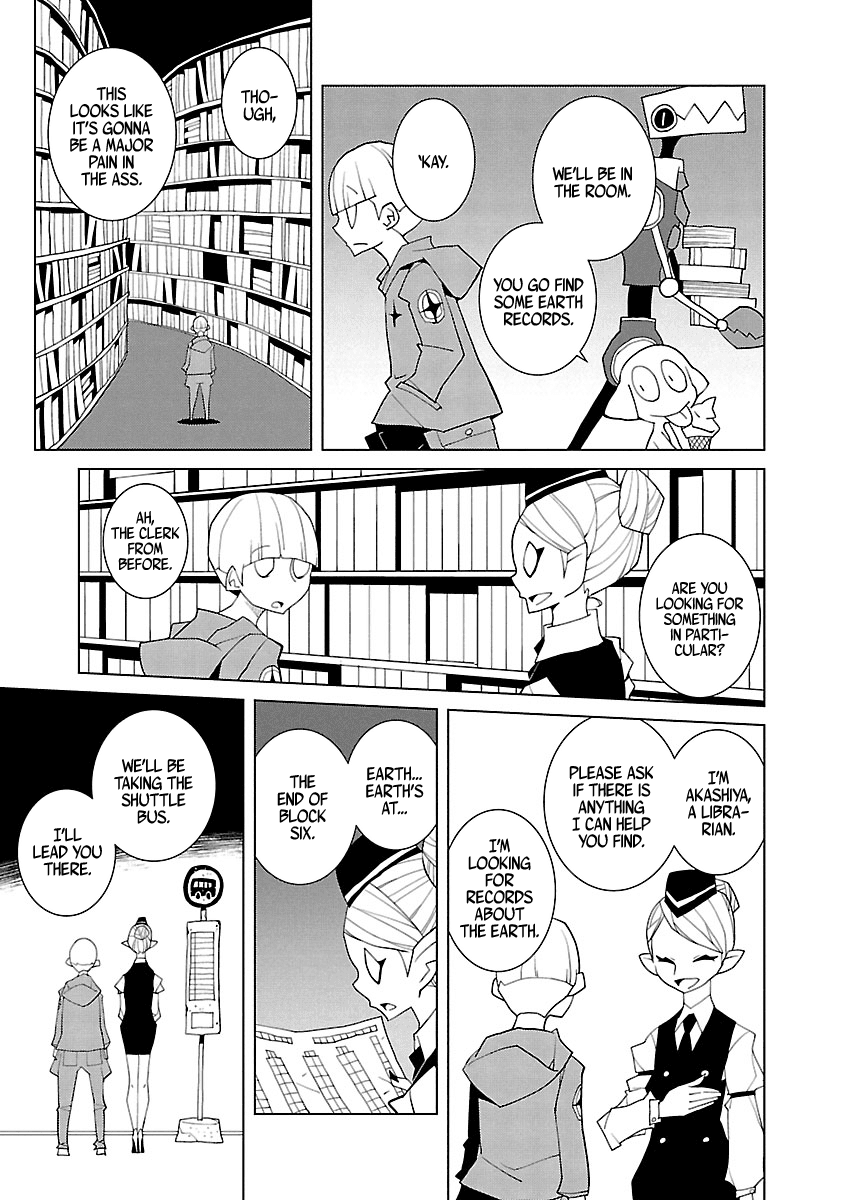 WE'LL BE IN
THE ROOM.
YOU GO FIND
SOME EARTH
RECORDS.
'KAY.
THO-
UGH,
THIS
LOOKS LIKE
IT'S GONNA
BE A MAJOR
PAIN IN
THE ASS.
ARE YOU
LOOKING FOR
SOMETHING
IN PARTI-
CULAR?
AH,
THE CLERK
FROM
BEFORE.
I'M
AKASHIYA,
A LIBRA-
RIAN.
PLEASE ASK
IF THERE IS
ANYTHING
I CAN HELP
YOU FIND.
I'M
LOOKING
FOR
RECORDS
ABOUT
THE EARTH.
EARTH...
EARTH'S
AT...
THE
END OF
BLOCK
SIX.
WE'LL BE
TAKING THE
SHUTTLE
BUS.
I'LL
LEAD YOU
THERE.